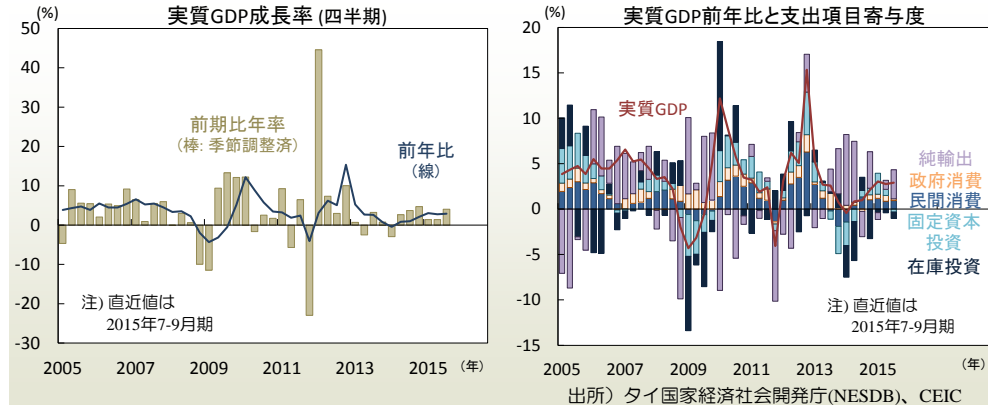 実質GDP成長率 (四半期)
(%)
50
40
30
20
10
0
-10
-20
-30
前期比年率
(棒: 季節調整済)
前年比
(線)
注) 直近値は
2015年7-9月期
2005
2007
2009
2011
2013
2015
(年)
実質GDP前年比と支出項目寄与度
(%)
20
15
10
5
0
-5
-10
-15
実質GDP
純輸出
政府消費
民間消費
固定資本
投資
在庫投資
注) 直近値は
2015年7-9月期
2005
2007
2009
2011
2013
2015
(年)
出所）タイ国家経済社会開発庁(NESDB)、CEIC